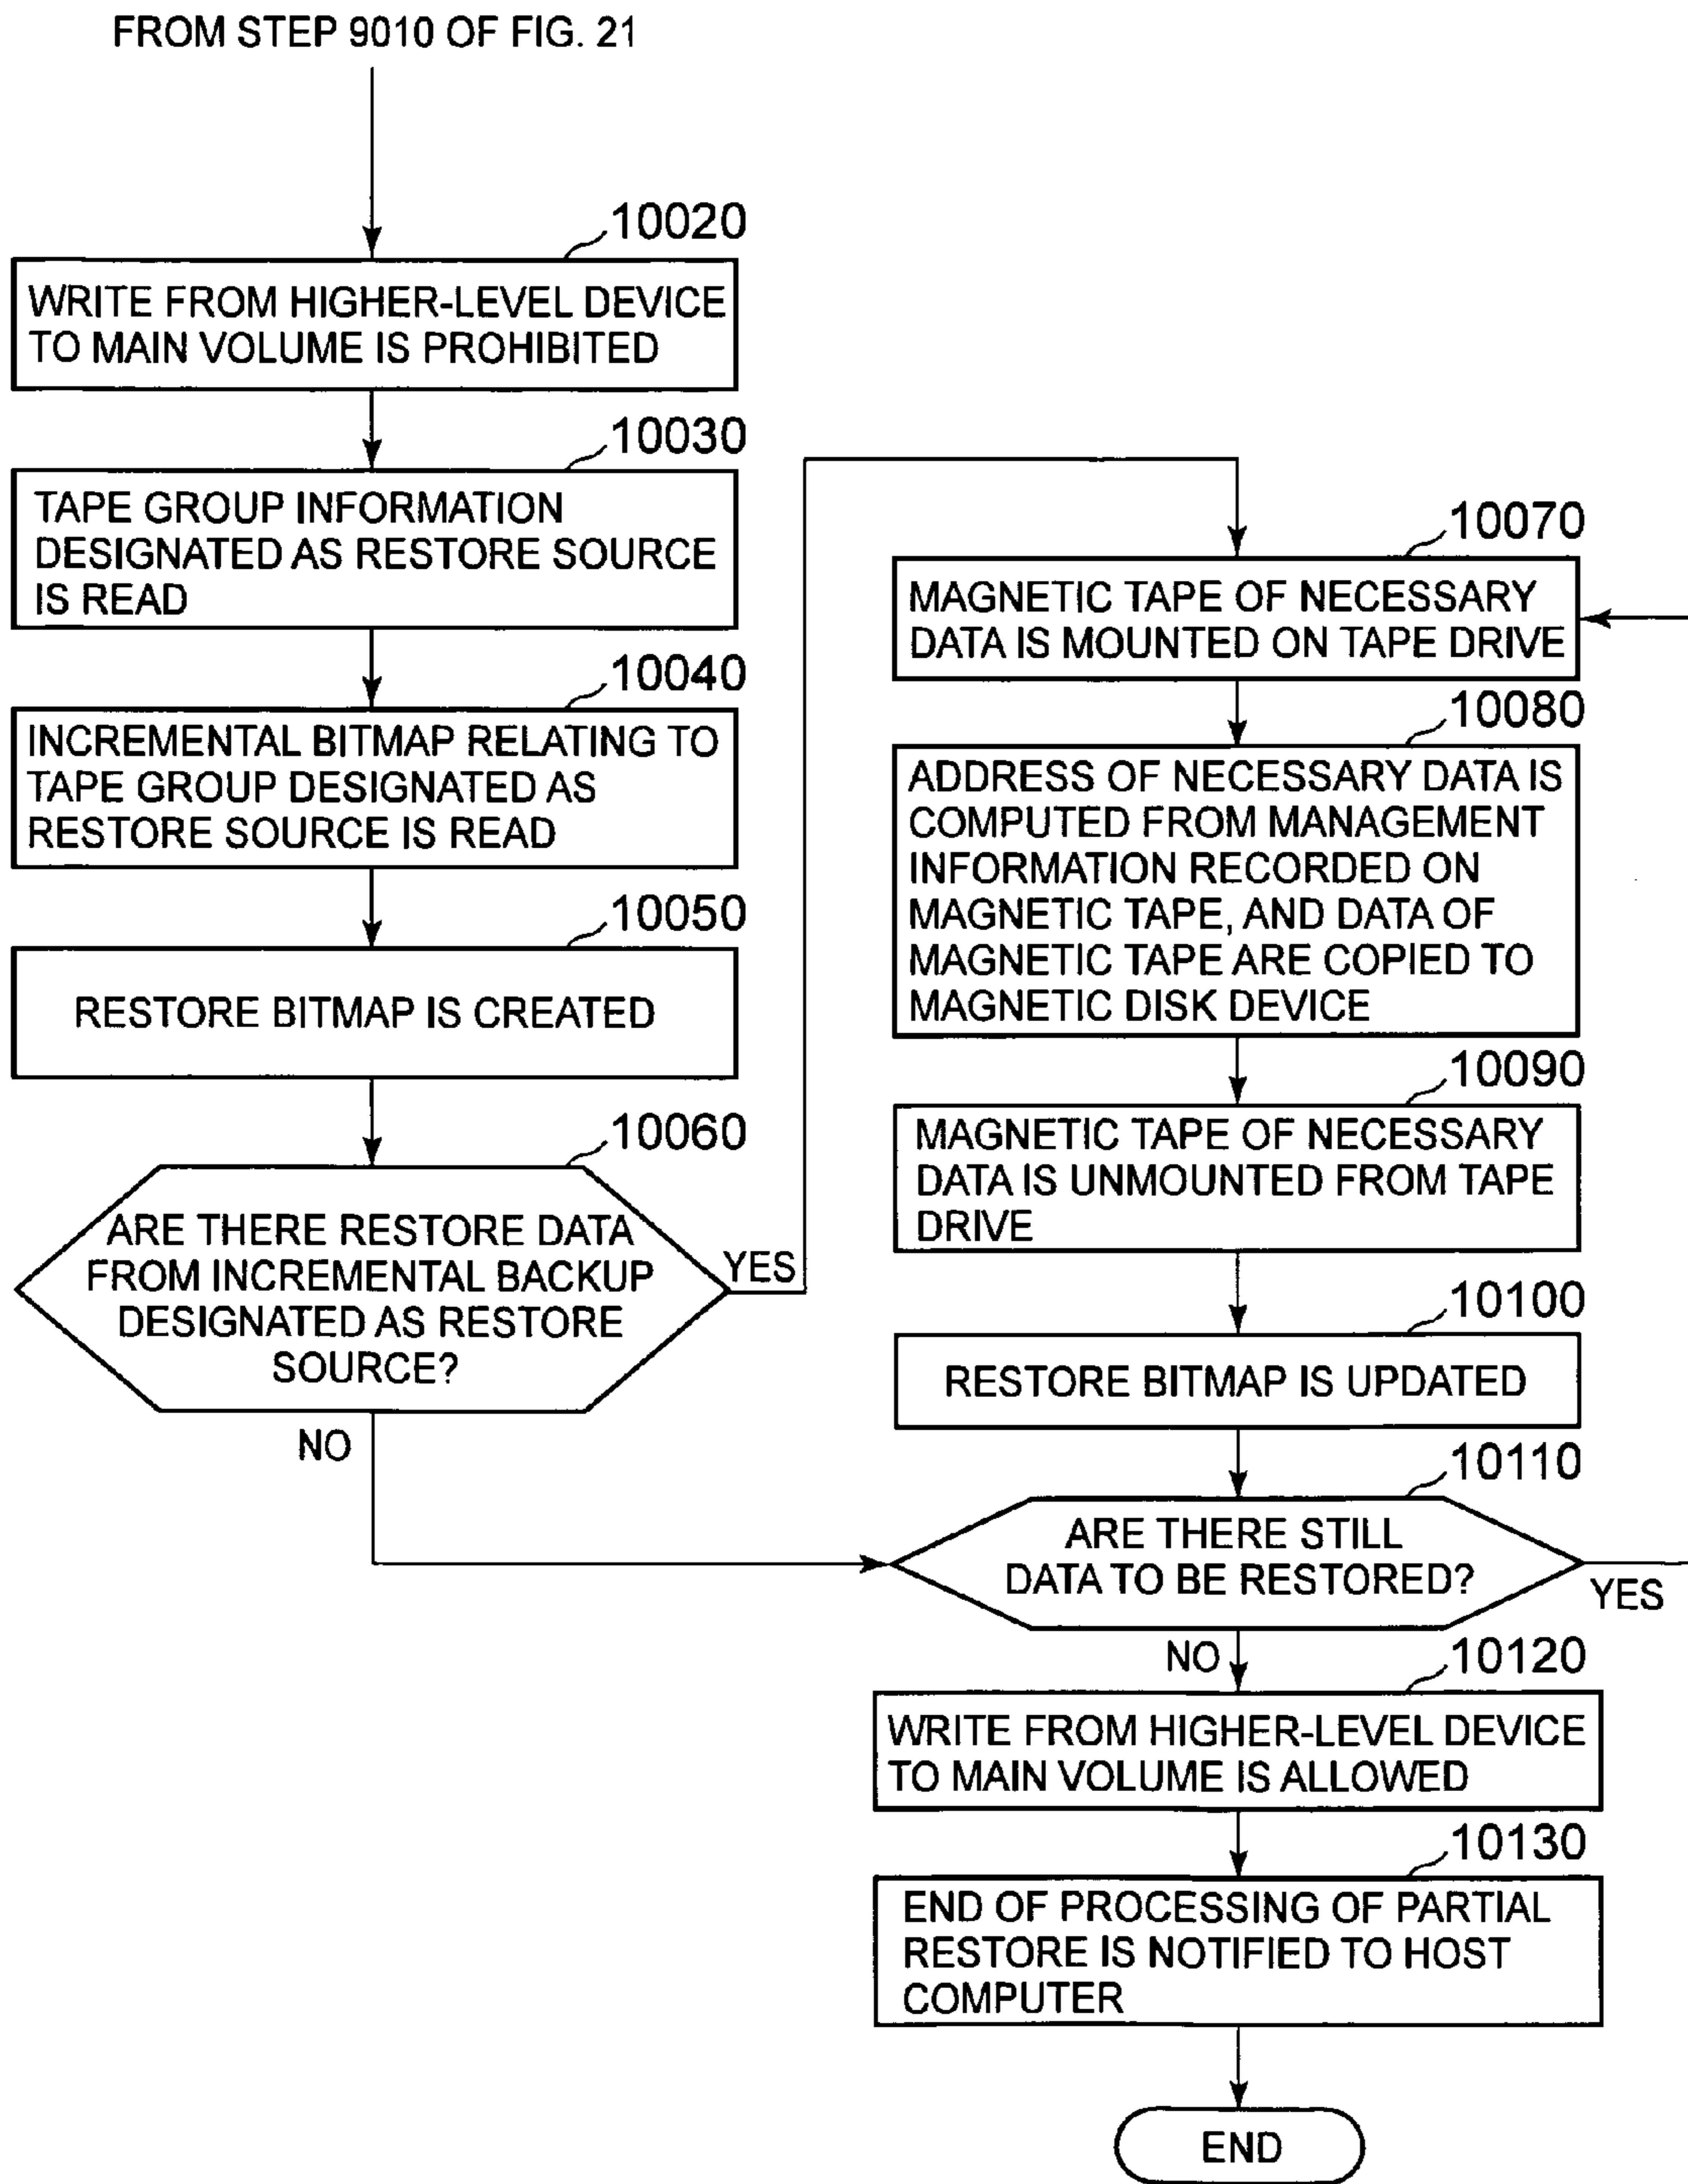 FROM STEP 9010 OF FIG. 21
10020
WRITE FROM HIGHER-LEVEL DEVICE
TO MAIN VOLUME IS PROHIBITED
10030
TAPE GROUP INFORMATION
DESIGNATED AS RESTORE SOURCE
IS READ
10040
INCREMENTAL BITMAP RELATING TO
TAPE GROUP DESIGNATED AS
RESTORE SOURCE IS READ
10050
RESTORE BITMAP IS CREATED
10060
ARE THERE RESTORE DATA
FROM INCREMENTAL BACKUP
DESIGNATED AS RESTORE
SOURCE?
YES
NO
10070
MAGNETIC TAPE OF NECESSARY
DATA IS MOUNTED ON TAPE DRIVE
10080
ADDRESS OF NECESSARY DATA IS
COMPUTED FROM MANAGEMENT
INFORMATION RECORDED ON
MAGNETIC TAPE, AND DATA OF
MAGNETIC TAPE ARE COPIED TO
MAGNETIC DISK DEVICE
10090
MAGNETIC TAPE OF NECESSARY
DATA IS UNMOUNTED FROM TAPE
DRIVE
10100
RESTORE BITMAP IS UPDATED
10110
ARE THERE STILL
DATA TO BE RESTORED?
YES
NO
10120
WRITE FROM HIGHER-LEVEL DEVICE
TO MAIN VOLUME IS ALLOWED
10130
END OF PROCESSING OF PARTIAL
RESTORE IS NOTIFIED TO HOST
COMPUTER
END